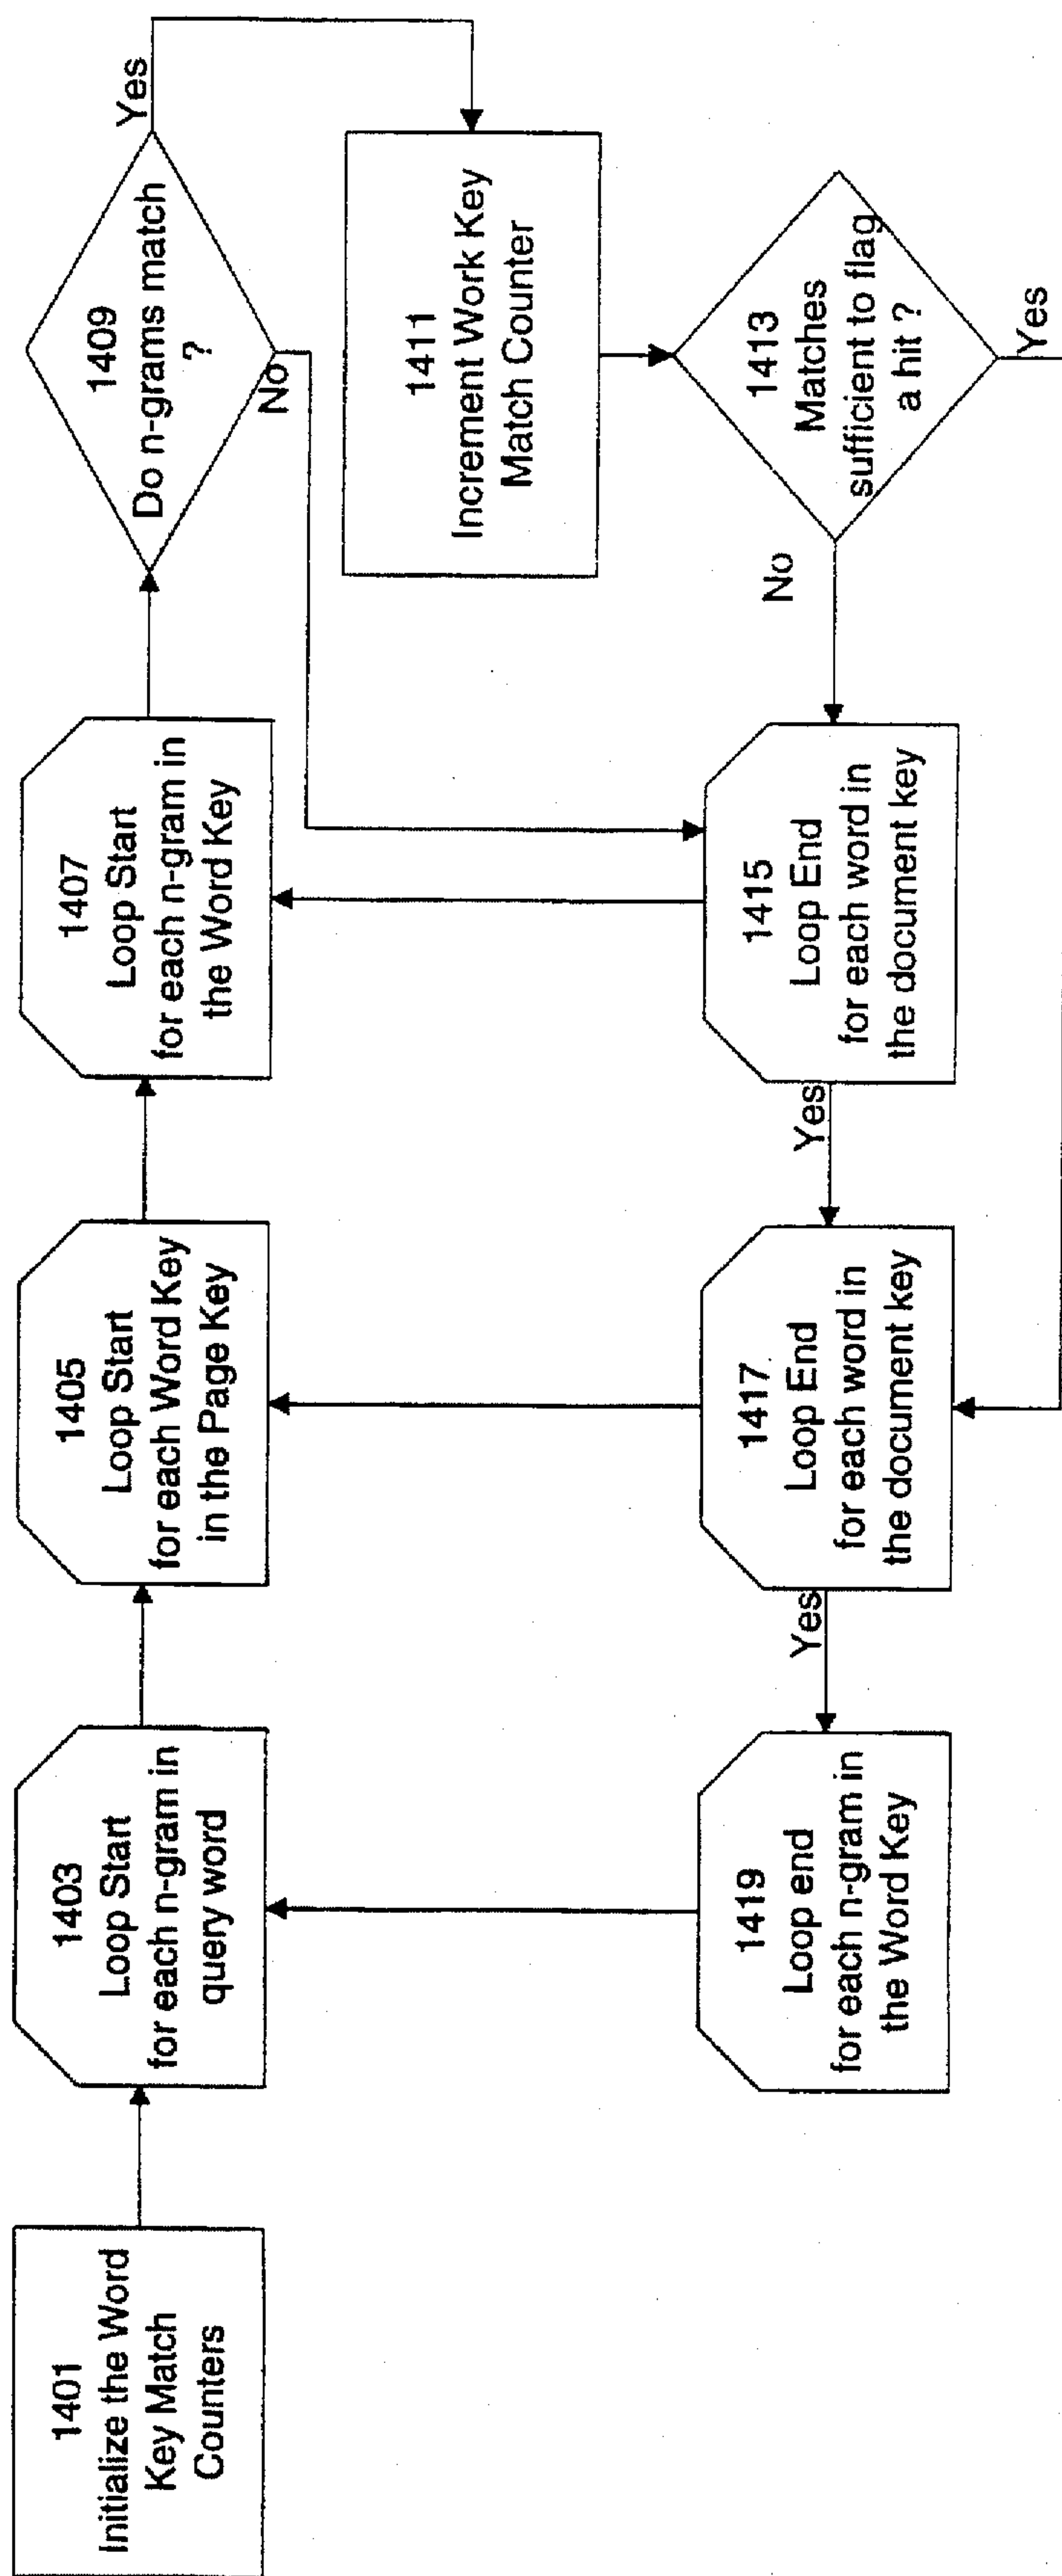 1401
Initialize the Word
Key Match
Counters
1403
Loop Start
for each n-gram in
query word
1405
Loop Start
for each Word Key
in the Page Key
1407
Loop Start
for each n-gram in
the Word Key
1409
Do n-grams match
?
Yes
No
1411
Increment Work Key
Match Counter
1413
Matches
sufficient to flag
a hit ?
No
Yes
1415
Loop End
for each word in
the document key
Yes
1417
Loop End
for each word in
the document key
Yes
1419
Loop end
for each n-gram in
the Word Key